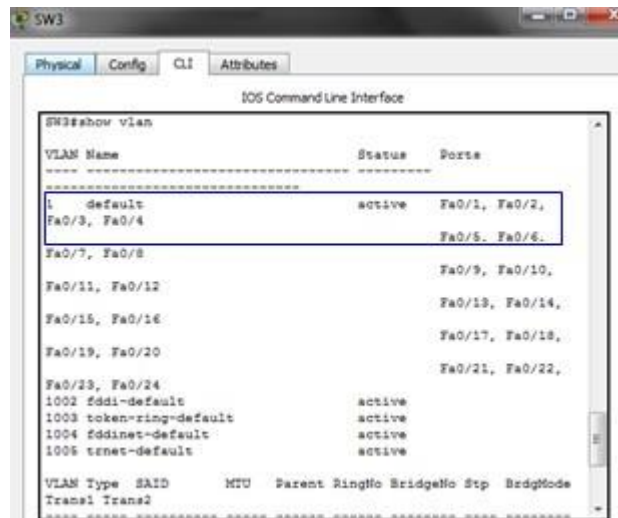 SW3
Physical Config CLI Attributes
IOS Command Line Interface
SW3#show vlan
VLAN Name Status Ports
---- -------------------------------- ---------
-------------------------------
1 default active Fa0/1, Fa0/2,
Fa0/3, Fa0/4
Fa0/5, Fa0/6,
Fa0/7, Fa0/8
Fa0/9, Fa0/10,
Fa0/11, Fa0/12
Fa0/13, Fa0/14,
Fa0/15, Fa0/16
Fa0/17, Fa0/18,
Fa0/19, Fa0/20
Fa0/21, Fa0/22,
Fa0/23, Fa0/24
1002 fddi-default active
1003 token-ring-default active
1004 fddinet-default active
1005 trnet-default active
VLAN Type SAID MTU Parent RingNo BridgeNo Stp BrdgMode
Trans1 Trans2
---- ----- ---------- ----- ------ ------ -------- ---- --------